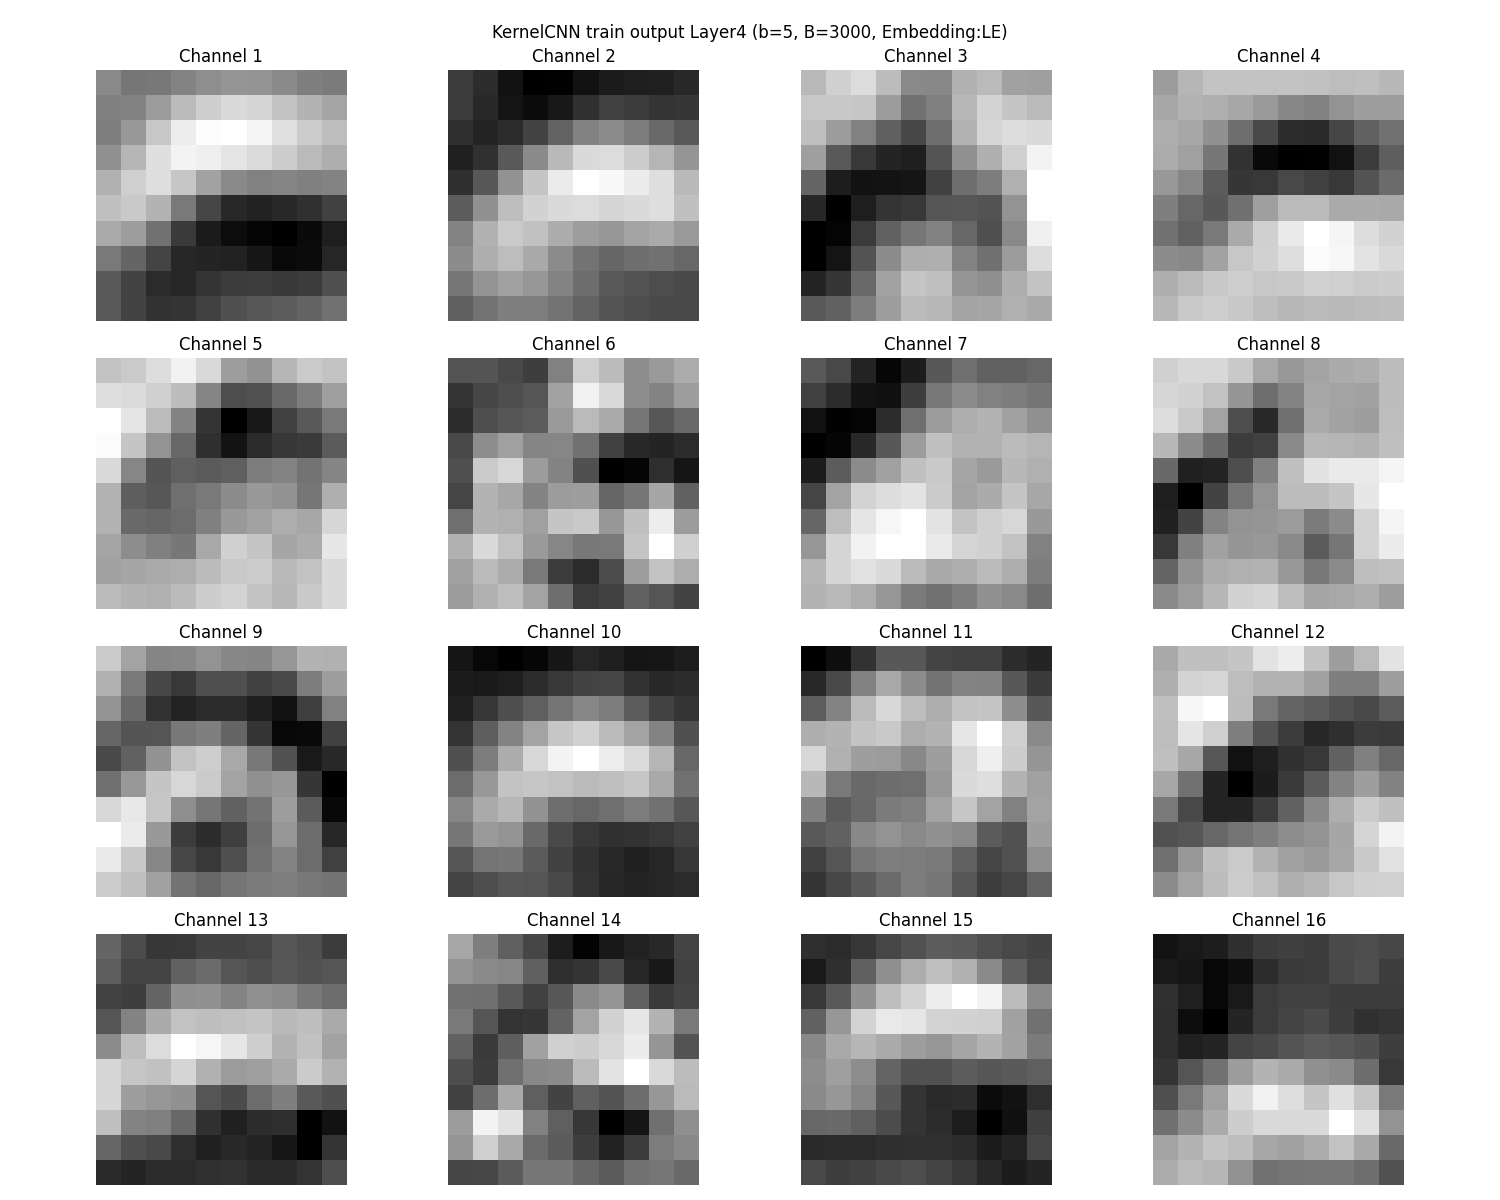 KernelCNN train output Layer4 (b=5, B=3000, Embedding:LE)
Channel 1
Channel 2
Channel 3
Channel 4
Channel 5
Channel 6
Channel 7
Channel 8
Channel 9
Channel 10
Channel 11
Channel 12
Channel 13
Channel 14
Channel 15
Channel 16